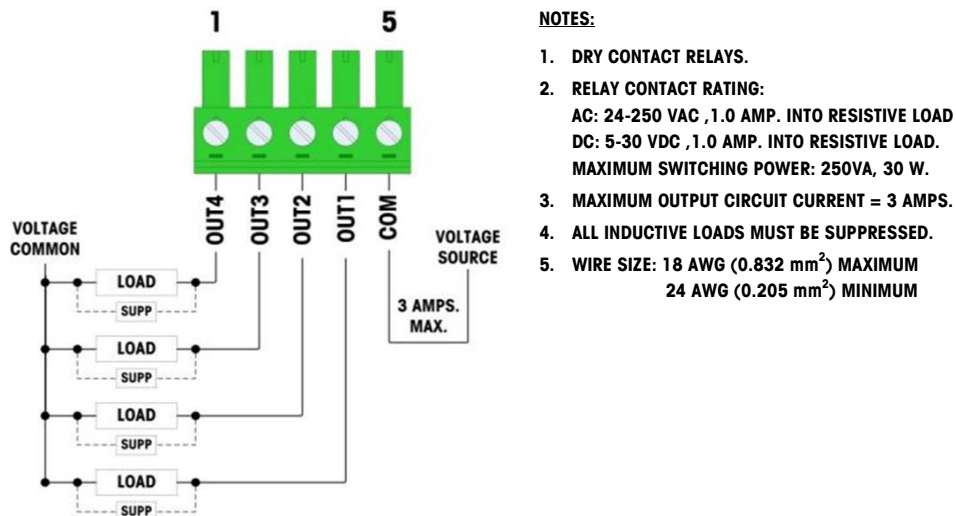 1 5
OUT4
OUT3
OUT2
OUT1
COM
VOLTAGE
COMMON
VOLTAGE
SOURCE
3 AMPS.
MAX.
LOAD
SUPP
LOAD
SUPP
LOAD
SUPP
LOAD
SUPP
NOTES:
1. DRY CONTACT RELAYS.
2. RELAY CONTACT RATING:
AC: 24-250 VAC ,1.0 AMP. INTO RESISTIVE LOAD
DC: 5-30 VDC ,1.0 AMP. INTO RESISTIVE LOAD.
MAXIMUM SWITCHING POWER: 250VA, 30 W.
3. MAXIMUM OUTPUT CIRCUIT CURRENT = 3 AMPS.
4. ALL INDUCTIVE LOADS MUST BE SUPPRESSED.
5. WIRE SIZE: 18 AWG (0.832 mm²) MAXIMUM
24 AWG (0.205 mm²) MINIMUM